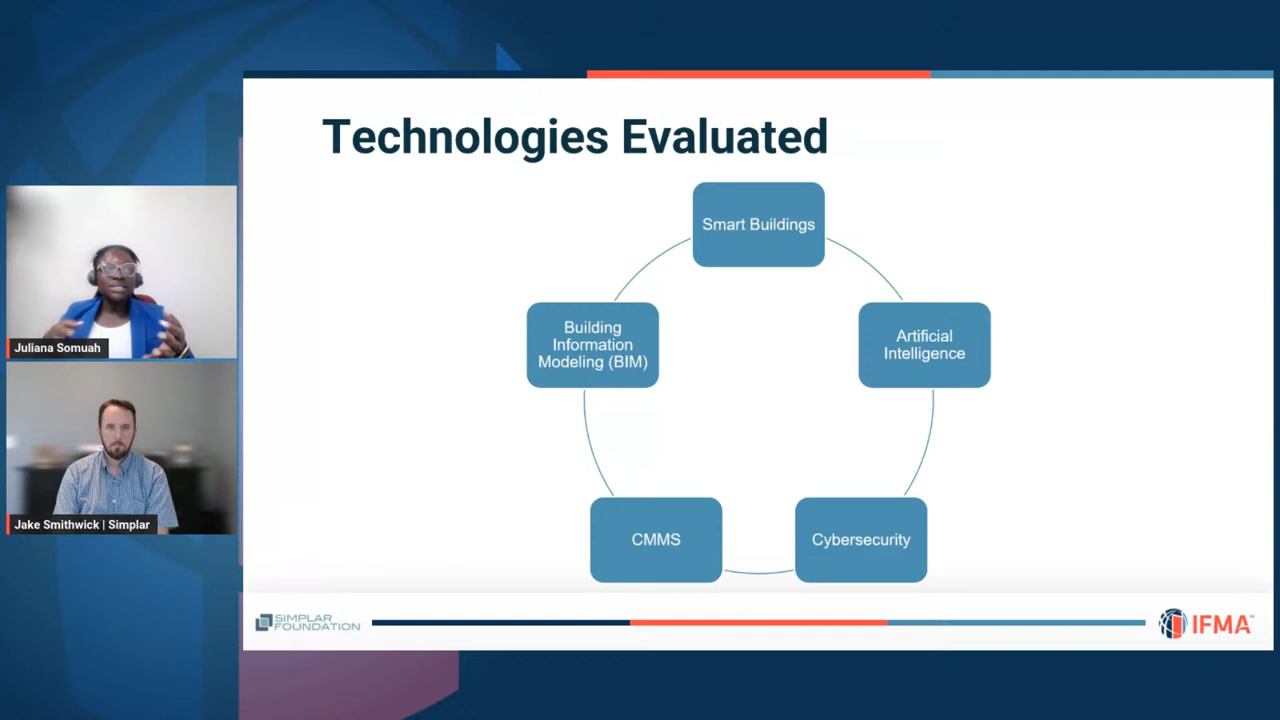 Technologies Evaluated
Smart Buildings
Building
Information
Modeling (BIM)
Artificial
Intelligence
CMMS
Cybersecurity
Juliana Somuah
Jake Smithwick | Simplar
SIMPLAR
FOUNDATION
IFMA™